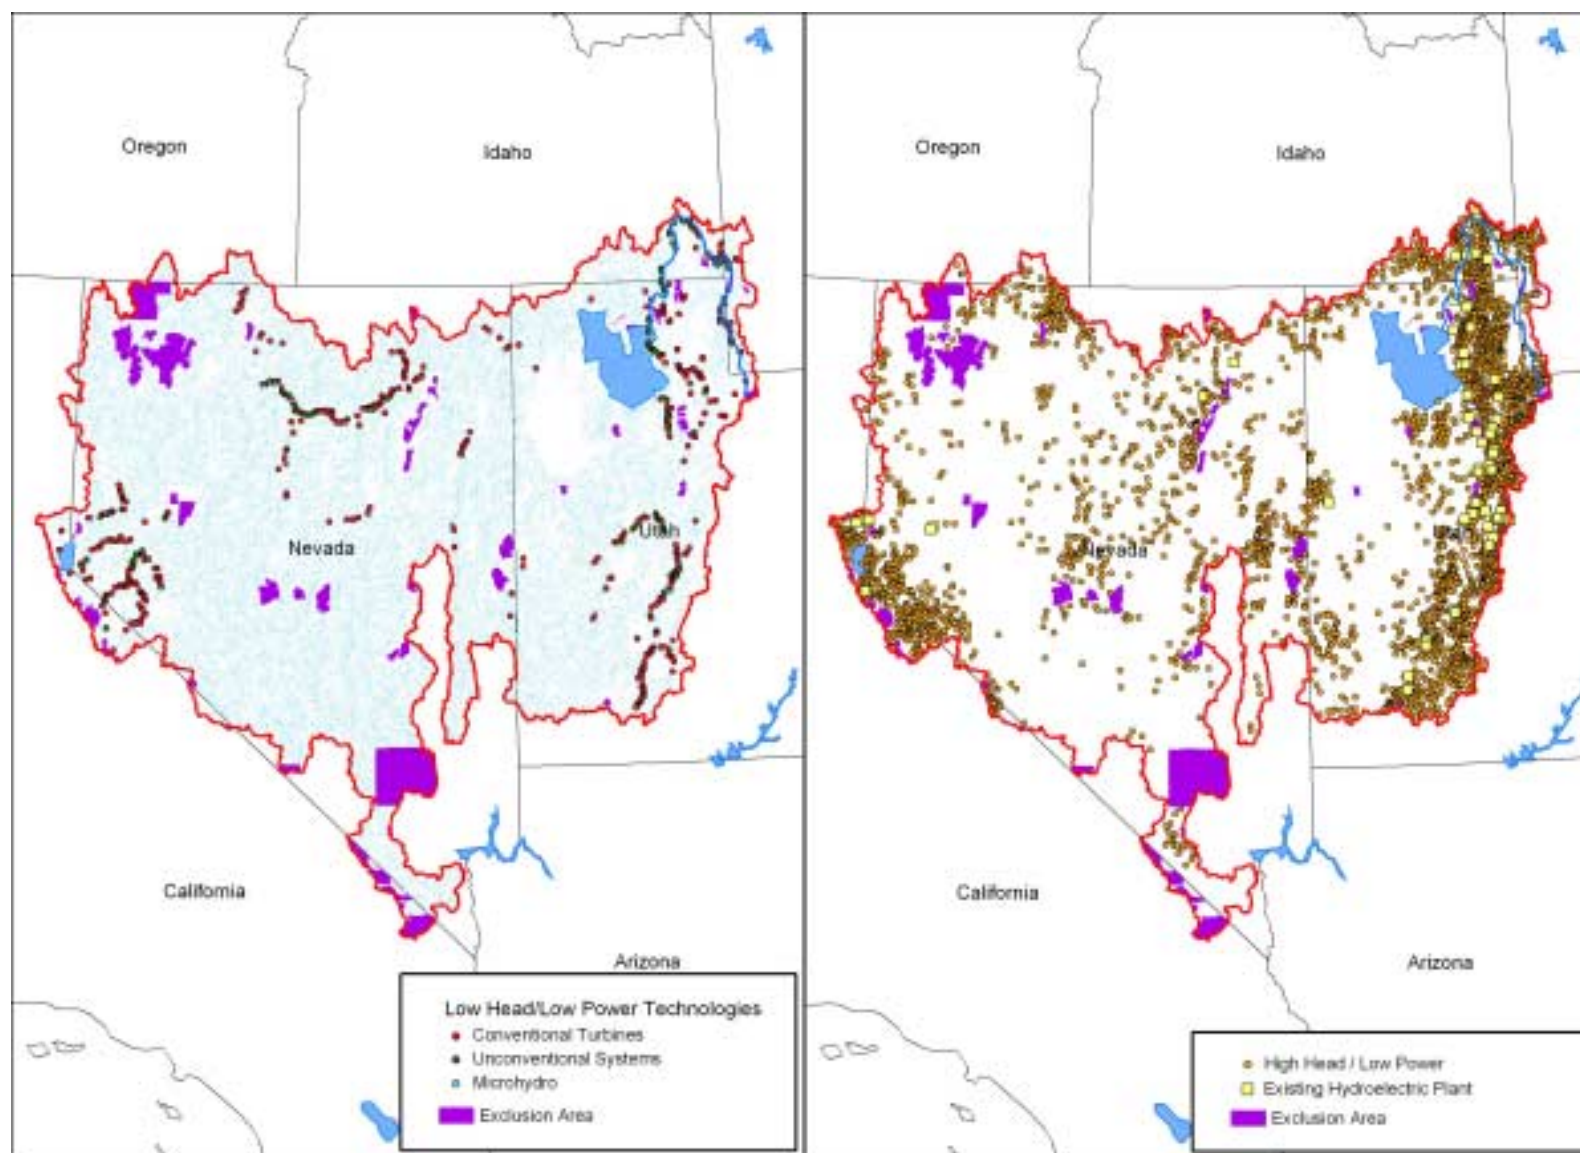 Oregon
Idaho
Nevada
Utah
California
Arizona
Low Head/Low Power Technologies
Conventional Turbines
Unconventional Systems
Microhydro
Exclusion Area
Oregon
Idaho
Nevada
California
Arizona
High Head / Low Power
Existing Hydroelectric Plant
Exclusion Area